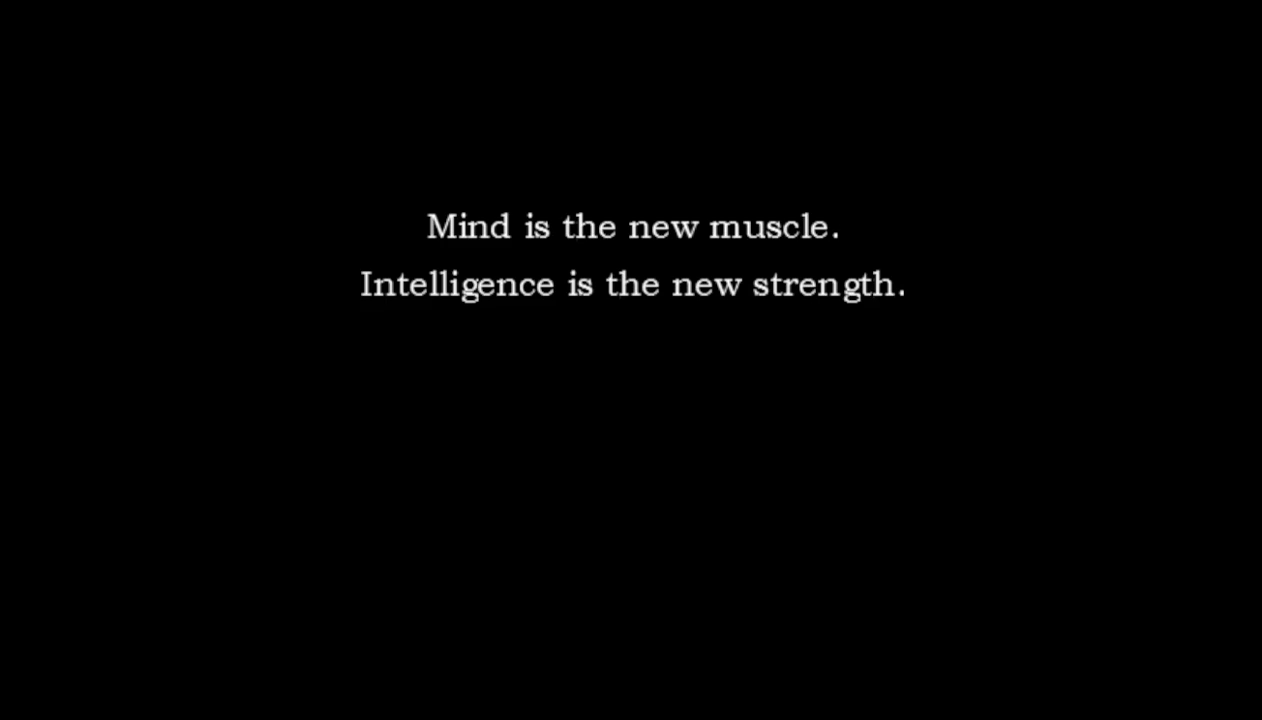 Mind is the new muscle.
Intelligence is the new strength.